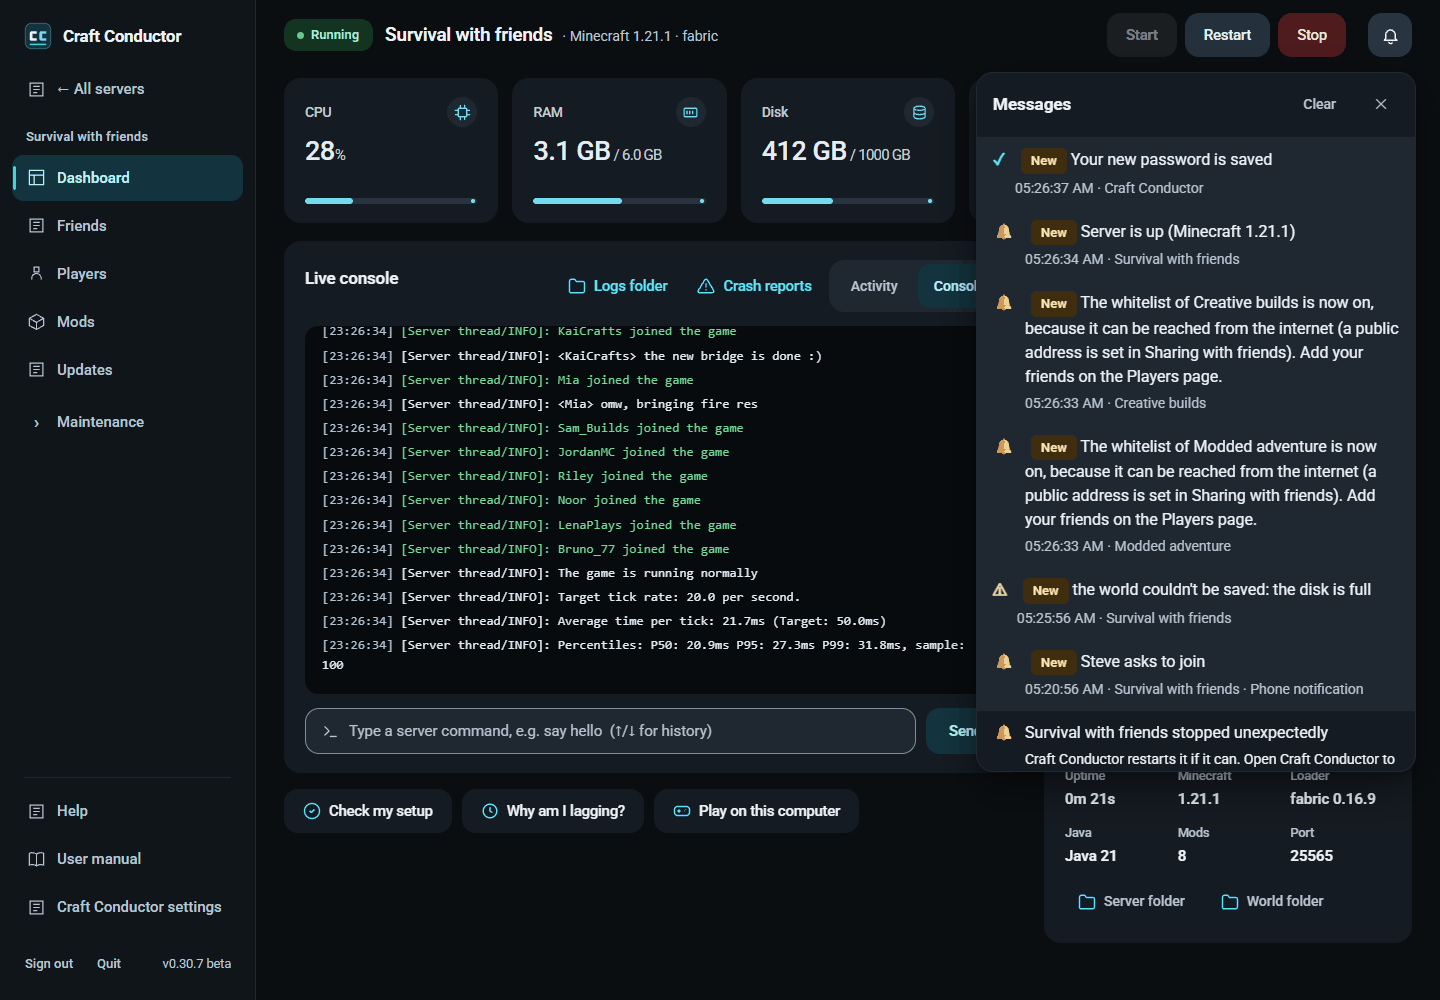 Craft Conductor
← All servers
Survival with friends
Dashboard
Friends
Players
Mods
Updates
› Maintenance
Help
User manual
Craft Conductor settings
Sign out Quit v0.30.7 beta
Running Survival with friends · Minecraft 1.21.1 · fabric
Start Restart Stop
CPU
28%
RAM
3.1 GB / 6.0 GB
Disk
412 GB / 1000 GB
Live console
Logs folder Crash reports Activity Consol
[23:26:34] [Server thread/INFO]: KaiCrafts joined the game
[23:26:34] [Server thread/INFO]: <KaiCrafts> the new bridge is done :)
[23:26:34] [Server thread/INFO]: Mia joined the game
[23:26:34] [Server thread/INFO]: <Mia> omw, bringing fire res
[23:26:34] [Server thread/INFO]: Sam_Builds joined the game
[23:26:34] [Server thread/INFO]: JordanMC joined the game
[23:26:34] [Server thread/INFO]: Riley joined the game
[23:26:34] [Server thread/INFO]: Noor joined the game
[23:26:34] [Server thread/INFO]: LenaPlays joined the game
[23:26:34] [Server thread/INFO]: Bruno_77 joined the game
[23:26:34] [Server thread/INFO]: The game is running normally
[23:26:34] [Server thread/INFO]: Target tick rate: 20.0 per second.
[23:26:34] [Server thread/INFO]: Average time per tick: 21.7ms (Target: 50.0ms)
[23:26:34] [Server thread/INFO]: Percentiles: P50: 20.9ms P95: 27.3ms P99: 31.8ms, sample:
100
Type a server command, e.g. say hello (↑/↓ for history)
Sen
Check my setup Why am I lagging? Play on this computer
Messages Clear
New Your new password is saved
05:26:37 AM · Craft Conductor
New Server is up (Minecraft 1.21.1)
05:26:34 AM · Survival with friends
New The whitelist of Creative builds is now on,
because it can be reached from the internet (a public
address is set in Sharing with friends). Add your
friends on the Players page.
05:26:33 AM · Creative builds
New The whitelist of Modded adventure is now
on, because it can be reached from the internet (a
public address is set in Sharing with friends). Add
your friends on the Players page.
05:26:33 AM · Modded adventure
New the world couldn't be saved: the disk is full
05:25:56 AM · Survival with friends
New Steve asks to join
05:20:56 AM · Survival with friends · Phone notification
Survival with friends stopped unexpectedly
Craft Conductor restarts it if it can. Open Craft Conductor to
Uptime Minecraft Loader
0m 21s 1.21.1 fabric 0.16.9
Java Mods Port
Java 21 8 25565
Server folder World folder